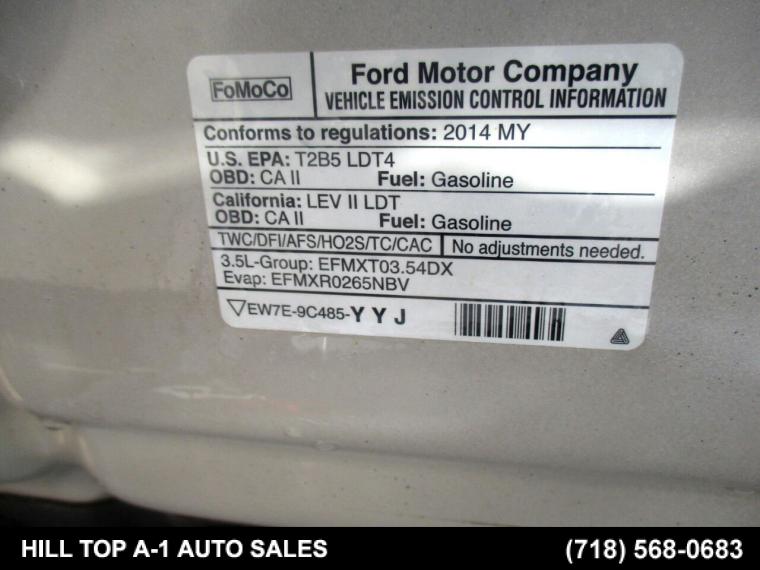 FoMoCo
Ford Motor Company
VEHICLE EMISSION CONTROL INFORMATION
Conforms to regulations: 2014 MY
U.S. EPA: T2B5 LDT4
OBD: CA II Fuel: Gasoline
California: LEV II LDT
OBD: CA II Fuel: Gasoline
TWC/DFI/AFS/HO2S/TC/CAC No adjustments needed.
3.5L-Group: EFMXT03.54DX
Evap: EFMXR0265NBV
EW7E-9C485-Y Y J
HILL TOP A-1 AUTO SALES (718) 568-0683